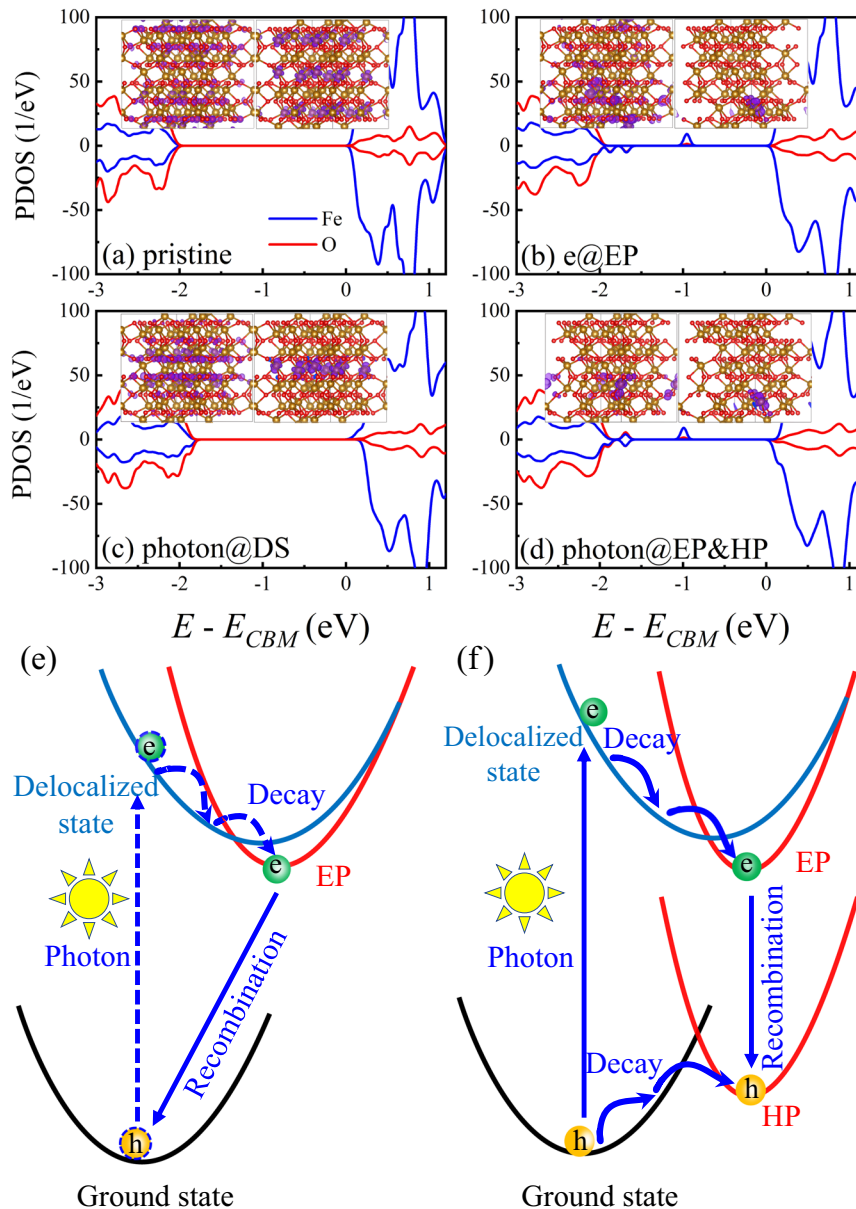 100
50
0
-50
-100
PDOS (1/eV)
Fe
O
(a) pristine
-3 -2 -1 0 1
100
50
0
-50
-100
(b) e@EP
-3 -2 -1 0 1
100
50
0
-50
-100
PDOS (1/eV)
(c) photon@DS
-3 -2 -1 0 1
100
50
0
-50
-100
(d) photon@EP&HP
-3 -2 -1 0 1
E - E_CBM (eV)
E - E_CBM (eV)
(e)
e
Delocalized
state
Decay
e
EP
Photon
Recombination
h
Ground state
(f)
e
Delocalized
state
Decay
e
EP
Photon
Recombination
Decay
h
h
HP
Ground state